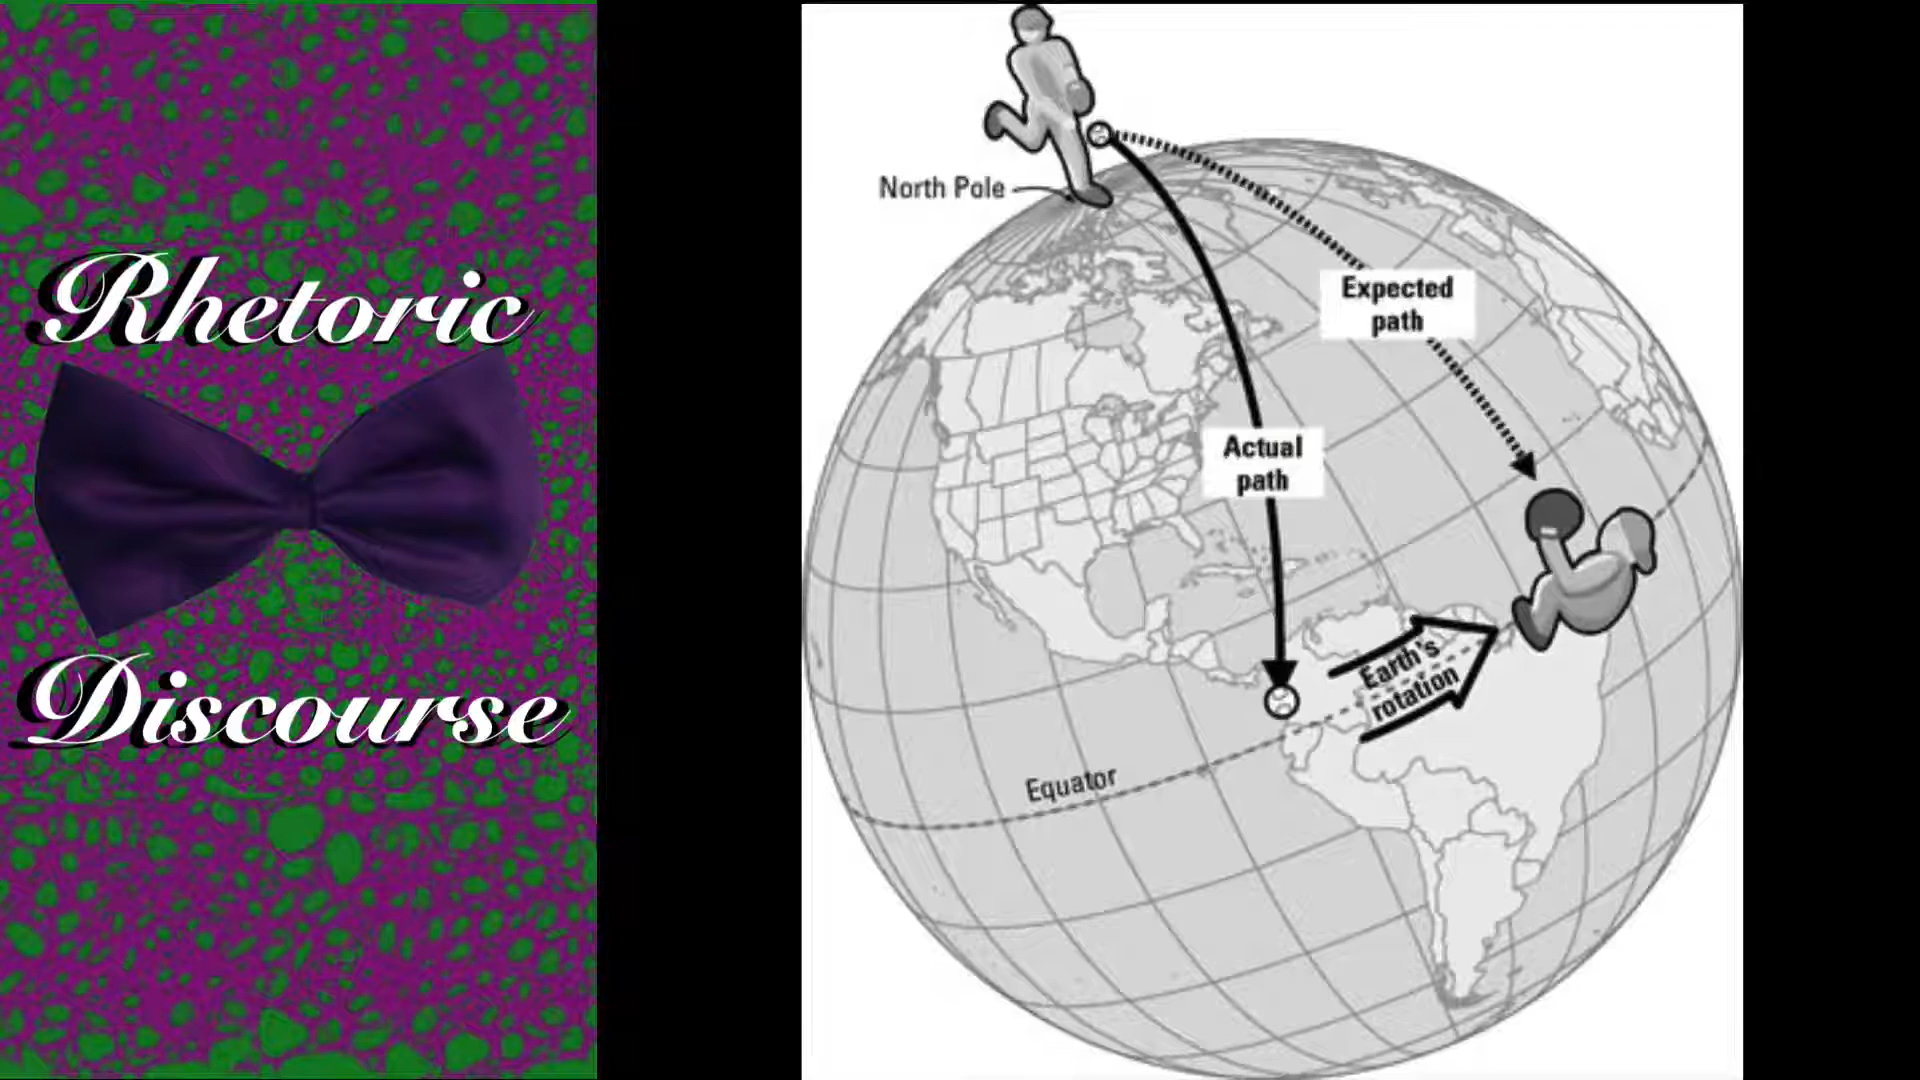 Rhetoric
Discourse
North Pole
Expected
path
Actual
path
Earth's
rotation
Equator